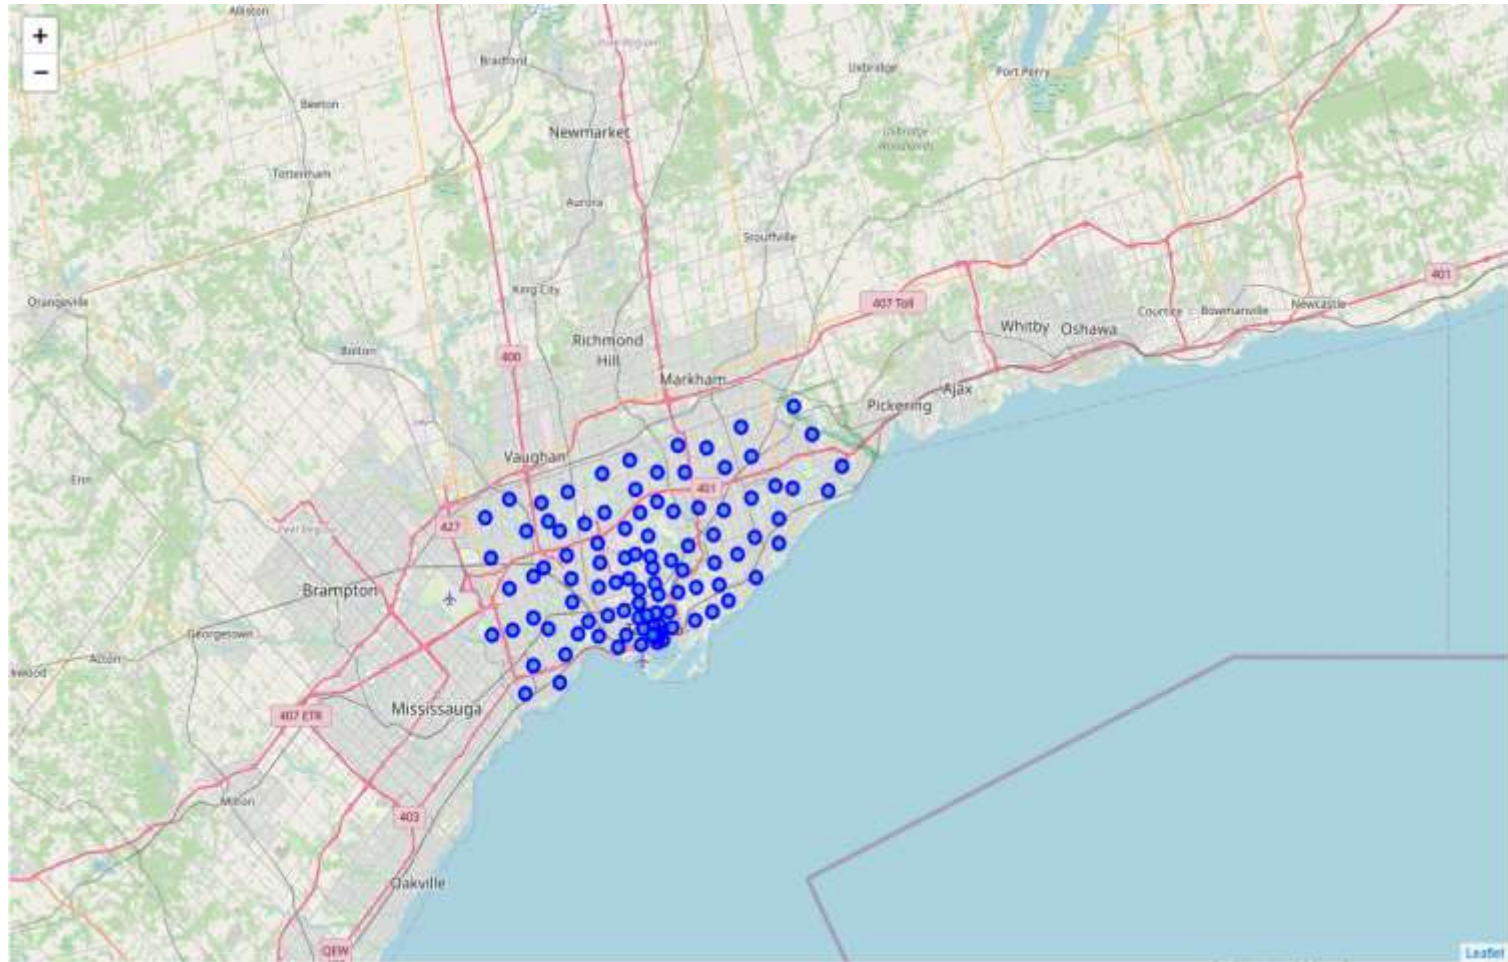 Alliston
+
−
Bradford
Uxbridge
Port Perry
Beeton
Newmarket
Uxbridge
Woodlands
Tottenham
Aurora
Stouffville
401
King City
Orangeville
407 Toll
Newcastle
Courtice
Bowmanville
Whitby
Oshawa
Richmond
Hill
Bolton
400
Markham
Ajax
Pickering
Vaughan
Erin
401
427
Brampton
Georgetown
Acton
Mississauga
407 ETR
Milton
403
Oakville
QEW
Leaflet